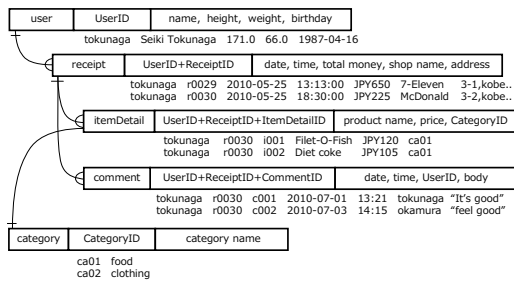 user UserID name, height, weight, birthday
tokunaga Seiki Tokunaga 171.0 66.0 1987-04-16
receipt UserID+ReceiptID date, time, total money, shop name, address
tokunaga r0029 2010-05-25 13:13:00 JPY650 7-Eleven 3-1,kobe..
tokunaga r0030 2010-05-25 18:30:00 JPY225 McDonald 3-2,kobe..
itemDetail UserID+ReceiptID+ItemDetailID product name, price, CategoryID
tokunaga r0030 i001 Filet-O-Fish JPY120 ca01
tokunaga r0030 i002 Diet coke JPY105 ca01
comment UserID+ReceiptID+CommentID date, time, UserID, body
tokunaga r0030 c001 2010-07-01 13:21 tokunaga “It's good”
tokunaga r0030 c002 2010-07-03 14:15 okamura “feel good”
category CategoryID category name
ca01 food
ca02 clothing